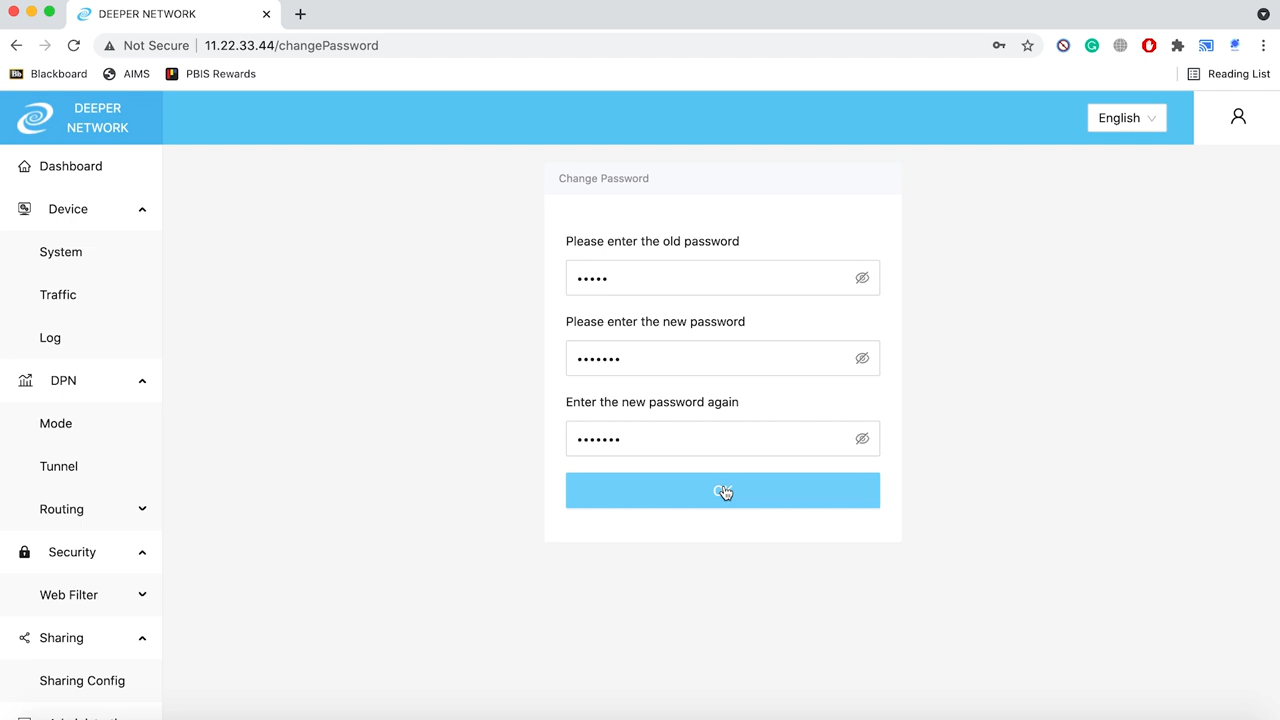 DEEPER NETWORK
Not Secure
11.22.33.44/changePassword
Blackboard
AIMS
PBIS Rewards
Reading List
DEEPER
NETWORK
English
Dashboard
Device
System
Traffic
Log
DPN
Mode
Tunnel
Routing
Security
Web Filter
Sharing
Sharing Config
Change Password
Please enter the old password
•••••
Please enter the new password
•••••••
Enter the new password again
•••••••